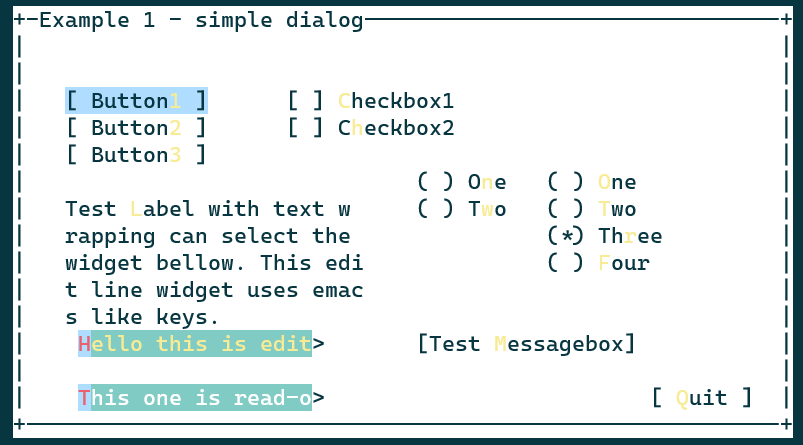 Example 1 - simple dialog
[ Button1 ] [ ] Checkbox1
[ Button2 ] [ ] Checkbox2
[ Button3 ]
( ) One ( ) One
Test Label with text w ( ) Two ( ) Two
rapping can select the (*) Three
widget bellow. This edi ( ) Four
t line widget uses emac
s like keys.
Hello this is edit> [Test Messagebox]
This one is read-o> [ Quit ]